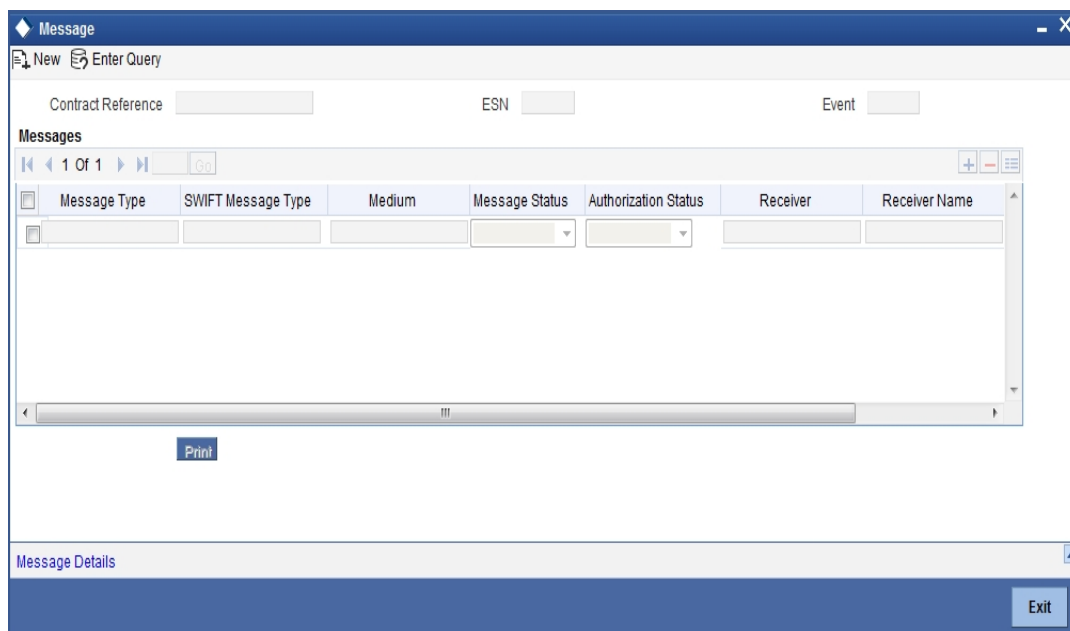 Message
New Enter Query
Contract Reference ESN Event
Messages
1 Of 1 Go
Message Type SWIFT Message Type Medium Message Status Authorization Status Receiver Receiver Name
Print
Message Details
Exit